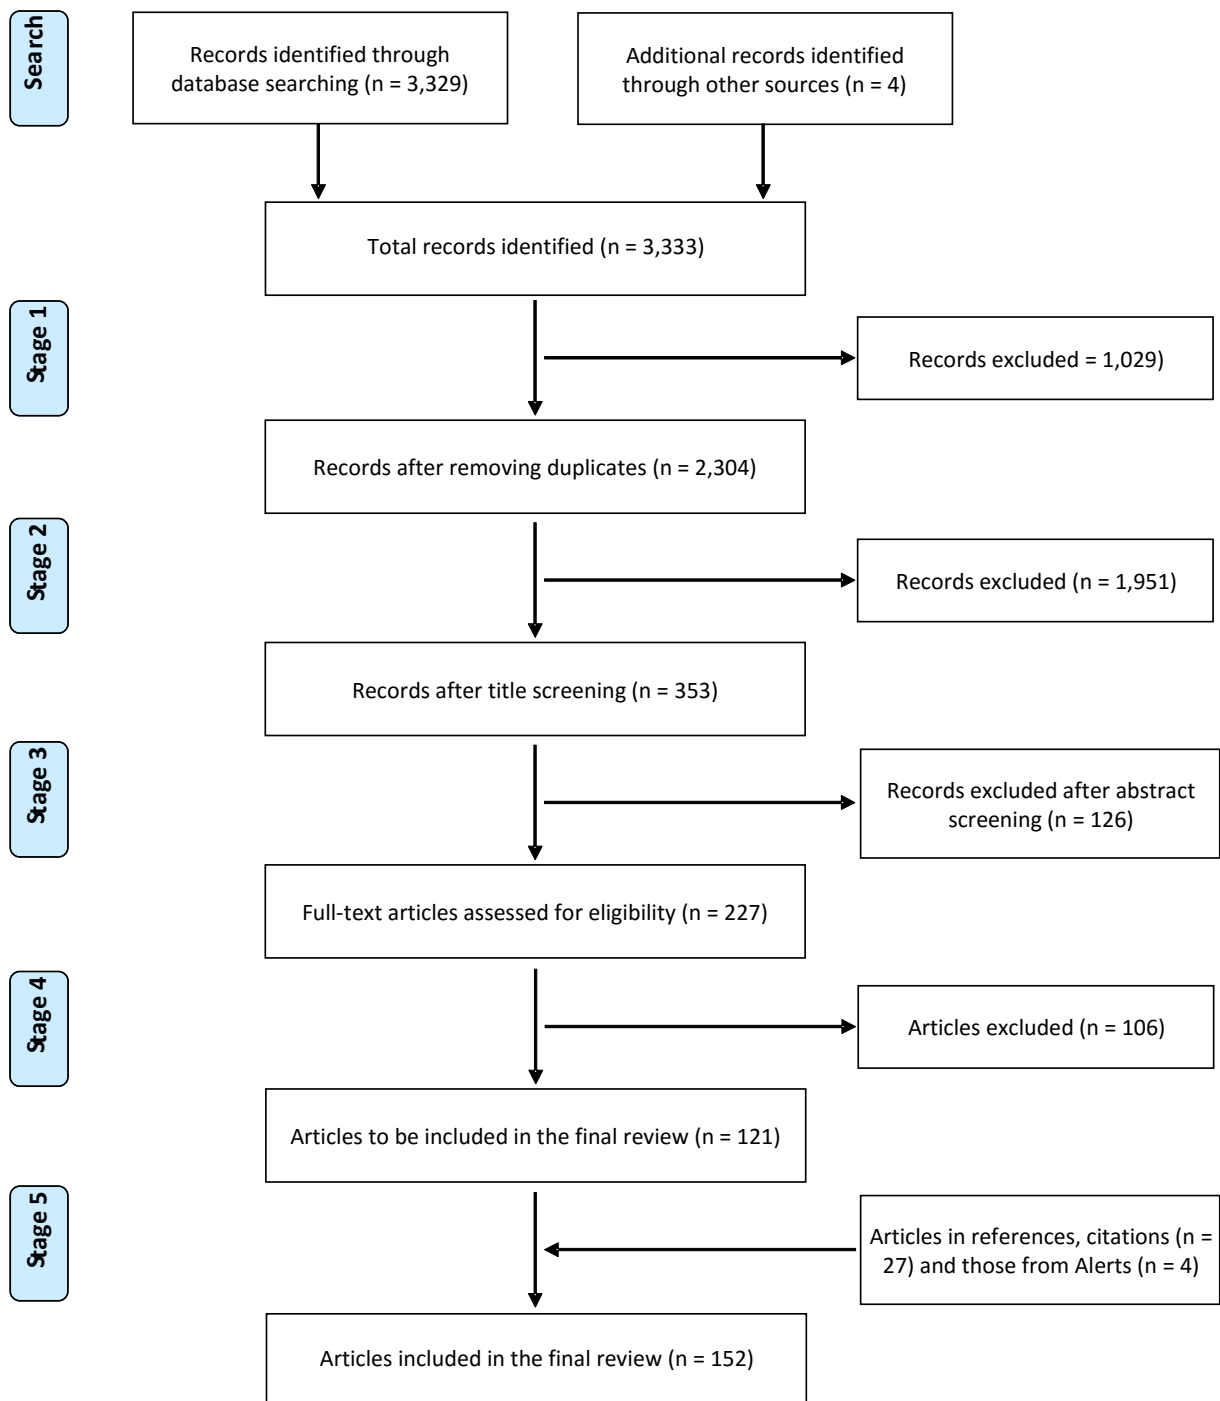 Search
Records identified through
database searching (n = 3,329)
Additional records identified
through other sources (n = 4)
Total records identified (n = 3,333)
Stage 1
Records excluded = 1,029)
Records after removing duplicates (n = 2,304)
Stage 2
Records excluded (n = 1,951)
Records after title screening (n = 353)
Stage 3
Records excluded after abstract
screening (n = 126)
Full-text articles assessed for eligibility (n = 227)
Stage 4
Articles excluded (n = 106)
Articles to be included in the final review (n = 121)
Stage 5
Articles in references, citations (n =
27) and those from Alerts (n = 4)
Articles included in the final review (n = 152)